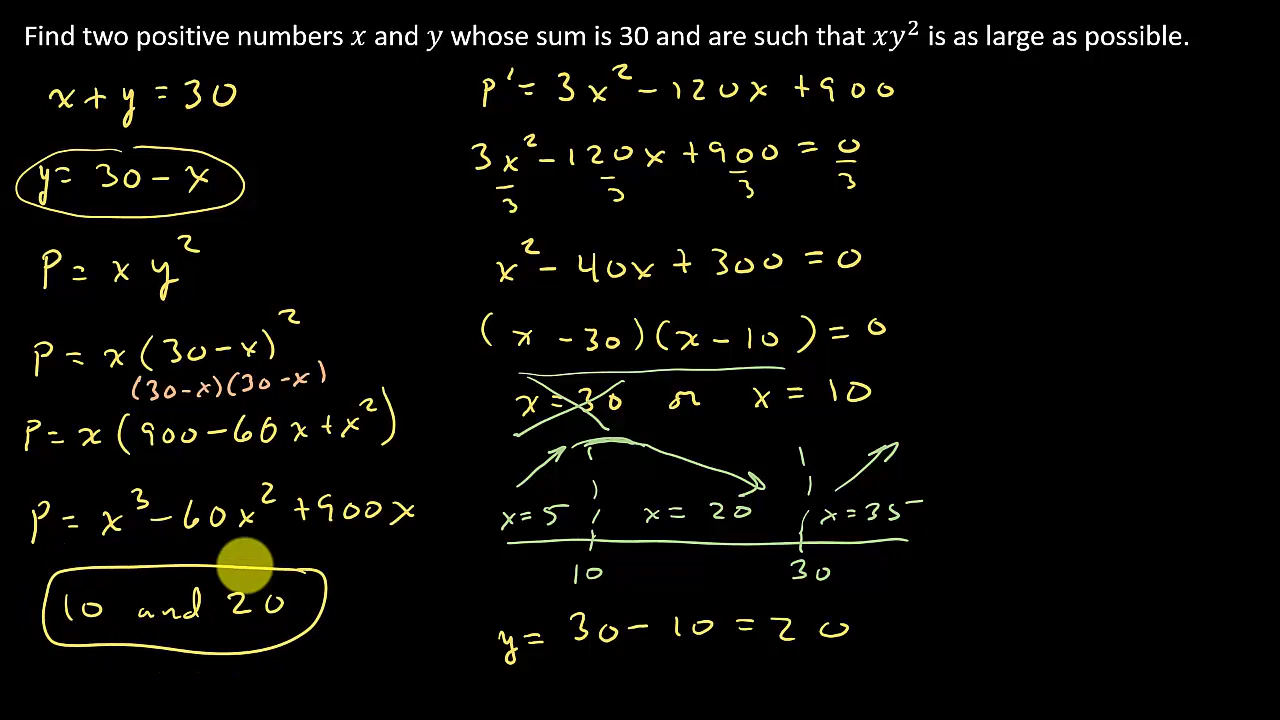 Find two positive numbers x and y whose sum is 30 and are such that xy² is as large as possible.
x + y = 30
y = 30 - x
P = x y²
P = x(30-x)²
(30-x)(30-x)
P = x(900 - 60x + x²)
P = x³ - 60x² + 900x
10 and 20
P' = 3x² - 120x + 900
3x² - 120x + 900 = 0
3 3 3 3
x² - 40x + 300 = 0
(x - 30)(x - 10) = 0
x = 30 or x = 10
x = 5 x = 20 x = 35
10 30
y = 30 - 10 = 20